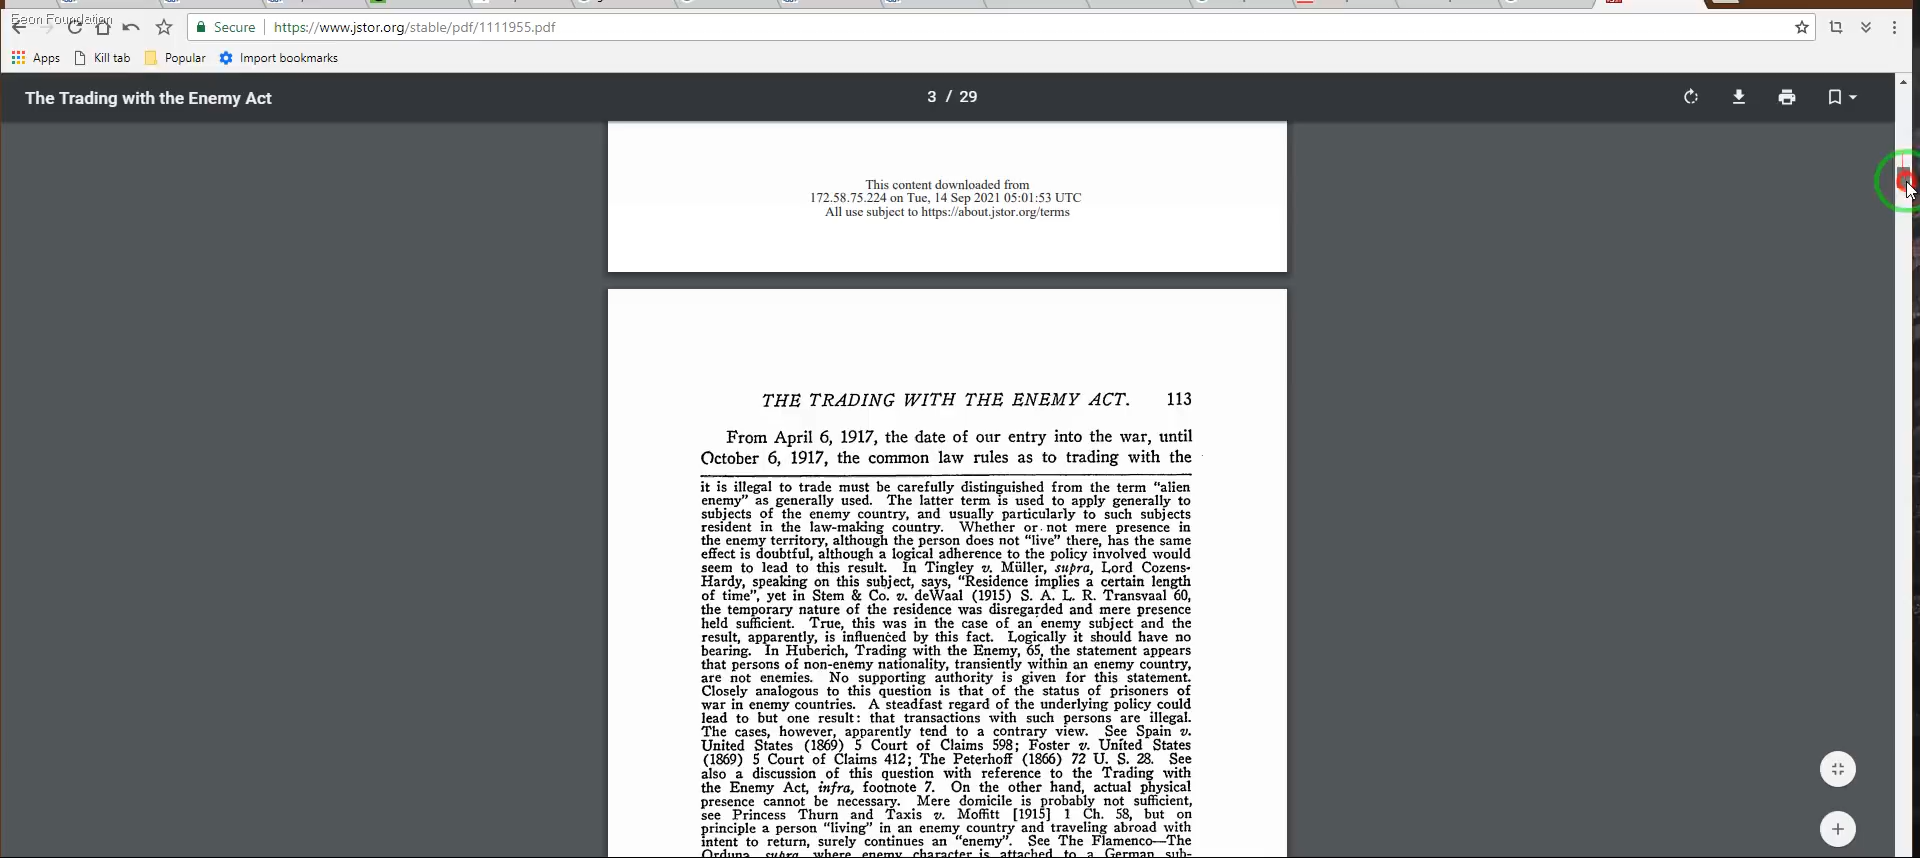 Eeon Foundation
Secure
https://www.jstor.org/stable/pdf/1111955.pdf
Apps
Kill tab
Popular
Import bookmarks
The Trading with the Enemy Act
3 / 29
This content downloaded from
172.58.75.224 on Tue, 14 Sep 2021 05:01:53 UTC
All use subject to https://about.jstor.org/terms
THE TRADING WITH THE ENEMY ACT. 113
From April 6, 1917, the date of our entry into the war, until
October 6, 1917, the common law rules as to trading with the
it is illegal to trade must be carefully distinguished from the term "alien
enemy" as generally used. The latter term is used to apply generally to
subjects of the enemy country, and usually particularly to such subjects
resident in the law-making country. Whether or not mere presence in
the enemy territory, although the person does not "live" there, has the same
effect is doubtful, although a logical adherence to the policy involved would
seem to lead to this result. In Tingley v. Müller, supra, Lord Cozens-
Hardy, speaking on this subject, says, "Residence implies a certain length
of time", yet in Stem & Co. v. deWaal (1915) S. A. L. R. Transvaal 60,
the temporary nature of the residence was disregarded and mere presence
held sufficient. True, this was in the case of an enemy subject and the
result, apparently, is influenced by this fact. Logically it should have no
bearing. In Huberich, Trading with the Enemy, 65, the statement appears
that persons of non-enemy nationality, transiently within an enemy country,
are not enemies. No supporting authority is given for this statement.
Closely analogous to this question is that of the status of prisoners of
war in enemy countries. A steadfast regard of the underlying policy could
lead to but one result: that transactions with such persons are illegal.
The cases, however, apparently tend to a contrary view. See Spain v.
United States (1869) 5 Court of Claims 598; Foster v. United States
(1869) 5 Court of Claims 412; The Peterhoff (1866) 72 U. S. 28. See
also a discussion of this question with reference to the Trading with
the Enemy Act, infra, footnote 7. On the other hand, actual physical
presence cannot be necessary. Mere domicile is probably not sufficient,
see Princess Thurn and Taxis v. Moffitt [1915] 1 Ch. 58, but on
principle a person "living" in an enemy country and traveling abroad with
intent to return, surely continues an "enemy". See The Flamenco—The
Orduna, supra, where enemy character is attached to a German sub-